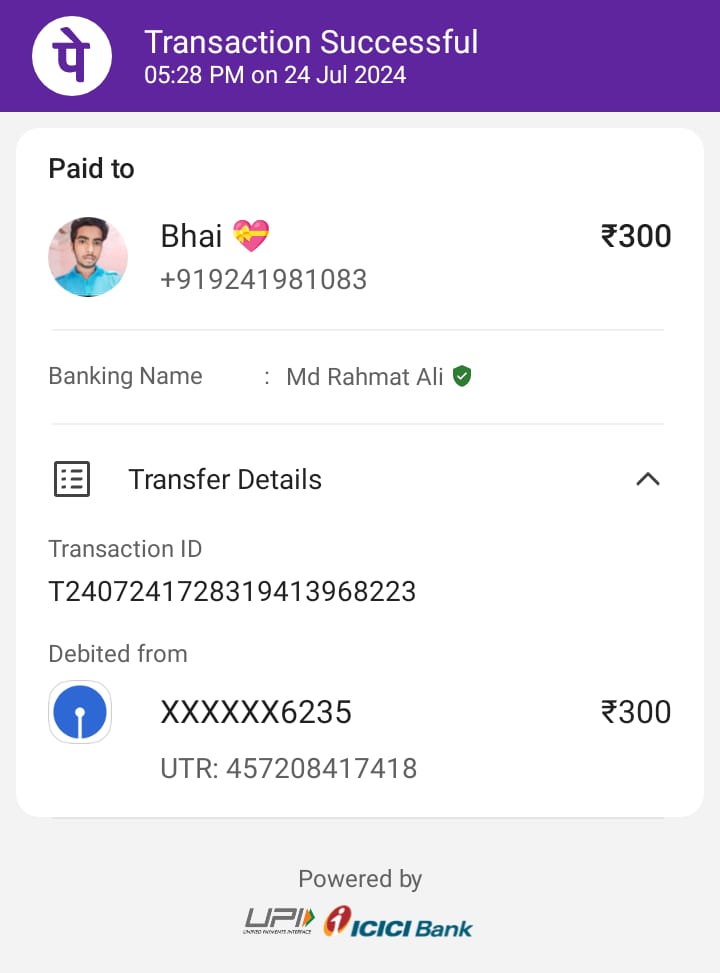 पे
Transaction Successful
05:28 PM on 24 Jul 2024
Paid to
Bhai 💝
₹300
+919241981083
Banking Name : Md Rahmat Ali
Transfer Details
Transaction ID
T2407241728319413968223
Debited from
XXXXXX6235
₹300
UTR: 457208417418
Powered by
UPI
UNIFIED PAYMENTS INTERFACE
ICICI Bank